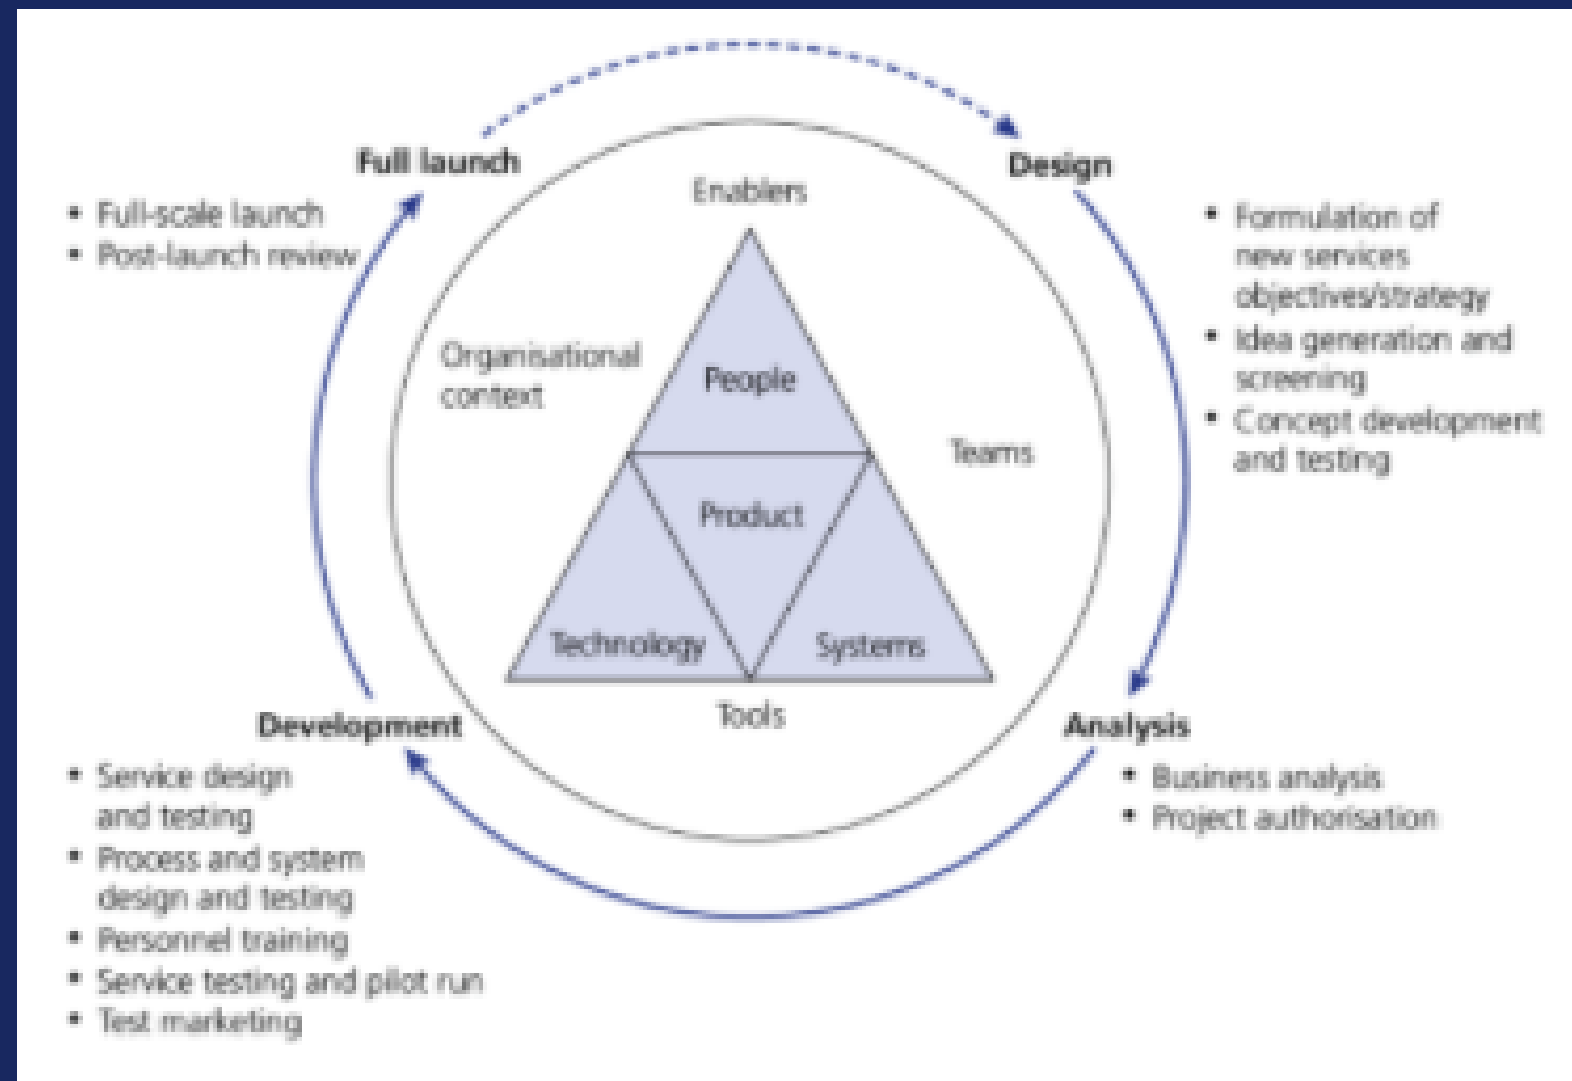 Full launch
• Full-scale launch
• Post-launch review
Design
• Formulation of
new services
objectives/strategy
• Idea generation and
screening
• Concept development
and testing
Enablers
Organisational
context
People
Teams
Product
Technology
Systems
Tools
Development
• Service design
and testing
• Process and system
design and testing
• Personnel training
• Service testing and pilot run
• Test marketing
Analysis
• Business analysis
• Project authorisation